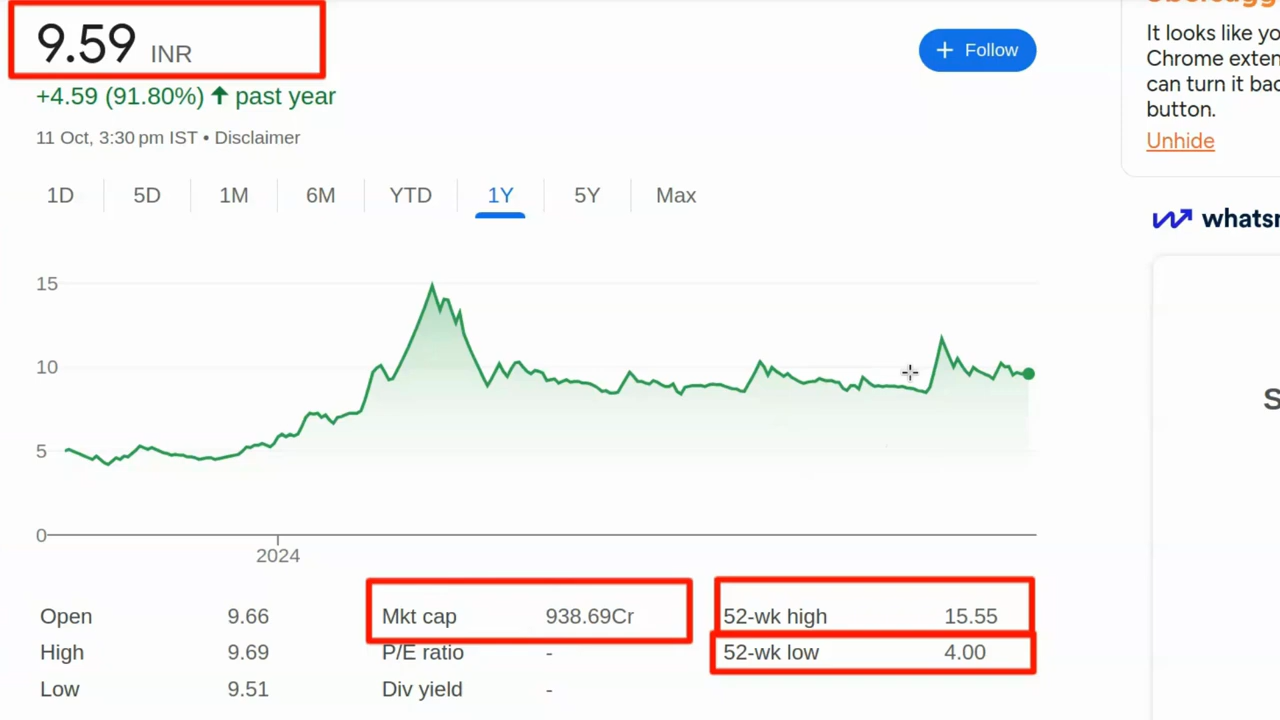 9.59 INR
+ Follow
+4.59 (91.80%) ↑ past year
11 Oct, 3:30 pm IST • Disclaimer
1D 5D 1M 6M YTD 1Y 5Y Max
15
10
5
0
2024
Open 9.66 Mkt cap 938.69Cr 52-wk high 15.55
High 9.69 P/E ratio - 52-wk low 4.00
Low 9.51 Div yield -
It looks like yo
Chrome exten
can turn it bac
button.
Unhide
whatsr
S